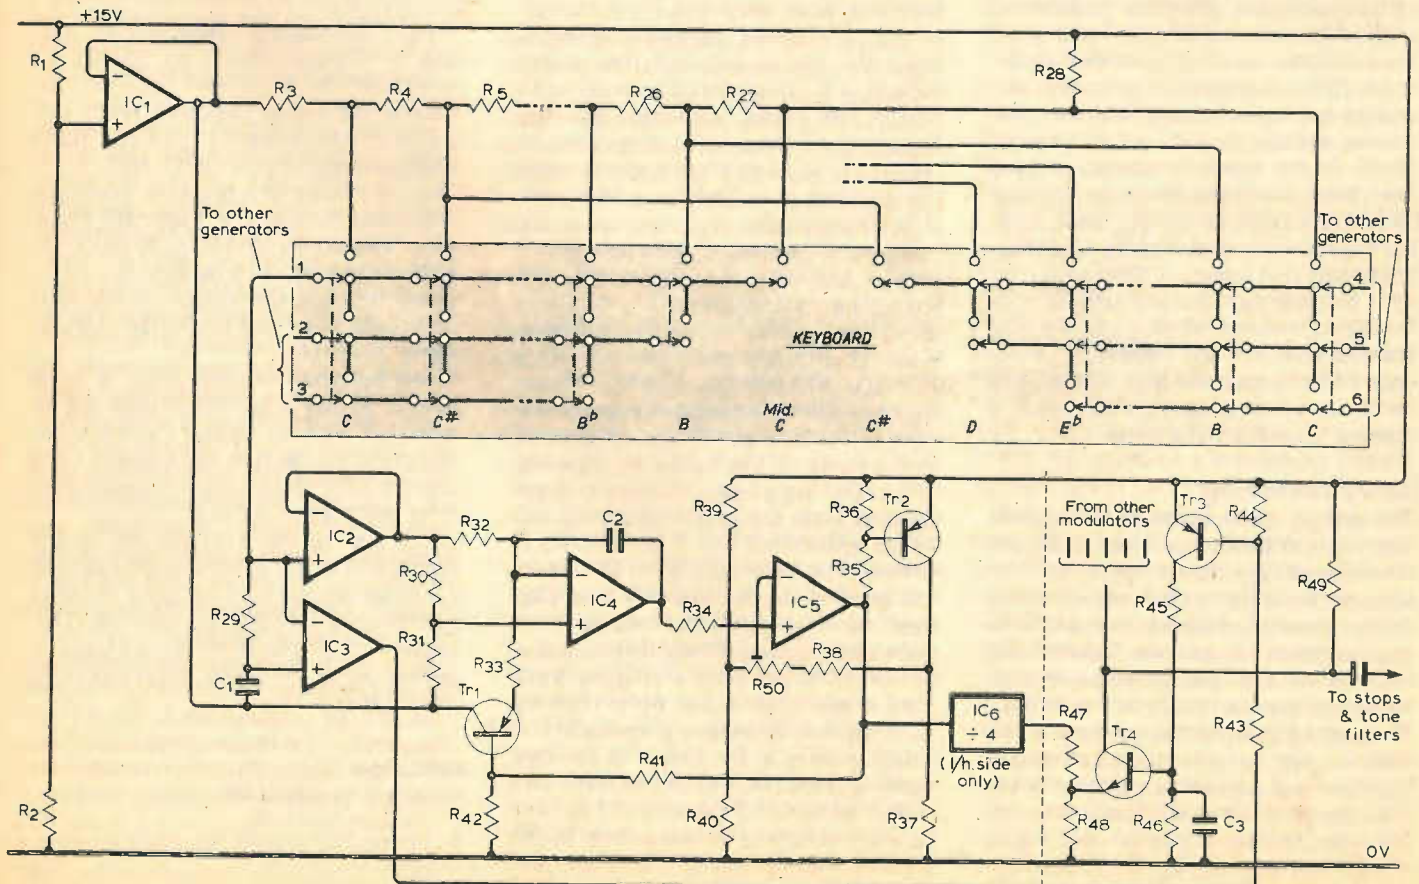 +15V
R1
IC1
R3
R4
R5
R26
R27
R28
To other
generators
To other
generators
1
2
3
4
5
6
KEYBOARD
C
C#
Bb
B
Mid.
C
C#
D
Eb
B
C
IC2
IC3
R29
C1
R30
R31
R32
R33
Tr1
C2
IC4
R34
R39
R36
R35
Tr2
IC5
R38
R50
R41
R42
R40
R37
R2
IC6
÷ 4
(l/h. side
only)
From other
modulators
Tr3
R44
R45
R49
R43
R47
Tr4
R48
R46
C3
To stops
& tone
filters
0V